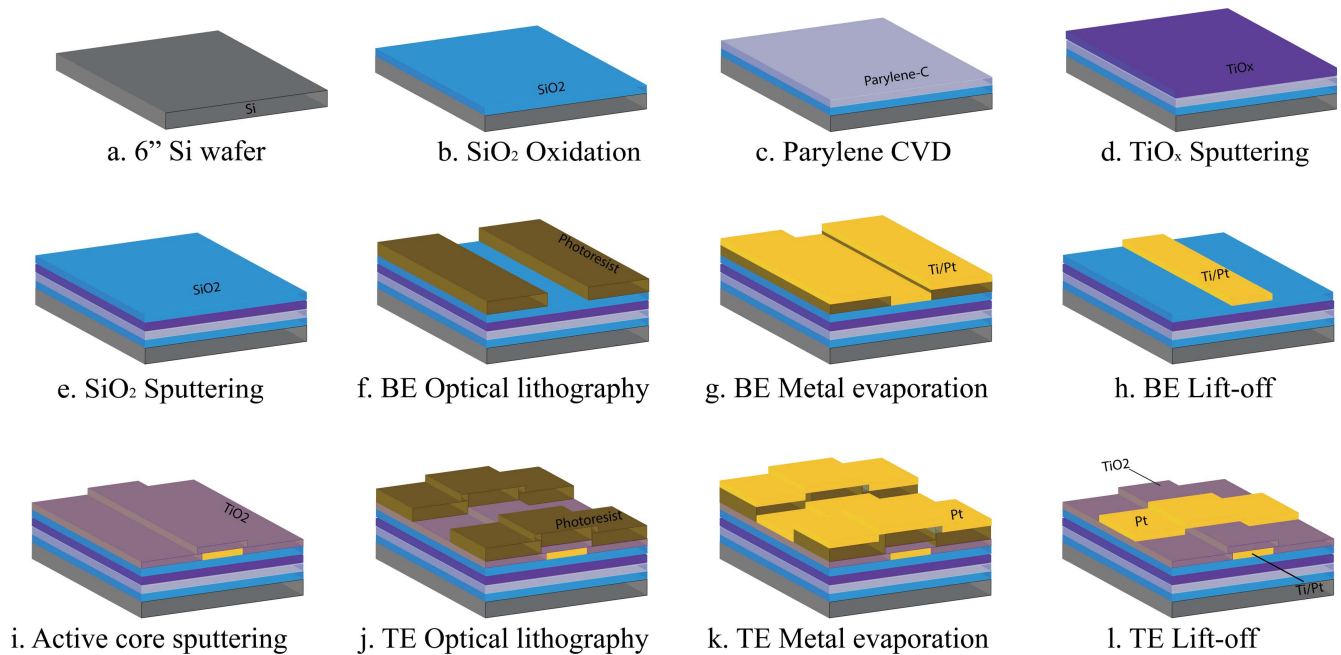 Si
a. 6” Si wafer
SiO2
b. SiO₂ Oxidation
Parylene-C
c. Parylene CVD
TiOx
d. TiOₓ Sputtering
SiO2
e. SiO₂ Sputtering
Photoresist
f. BE Optical lithography
Ti/Pt
g. BE Metal evaporation
Ti/Pt
h. BE Lift-off
TiO2
i. Active core sputtering
Photoresist
j. TE Optical lithography
Pt
k. TE Metal evaporation
TiO2
Pt
Ti/Pt
l. TE Lift-off